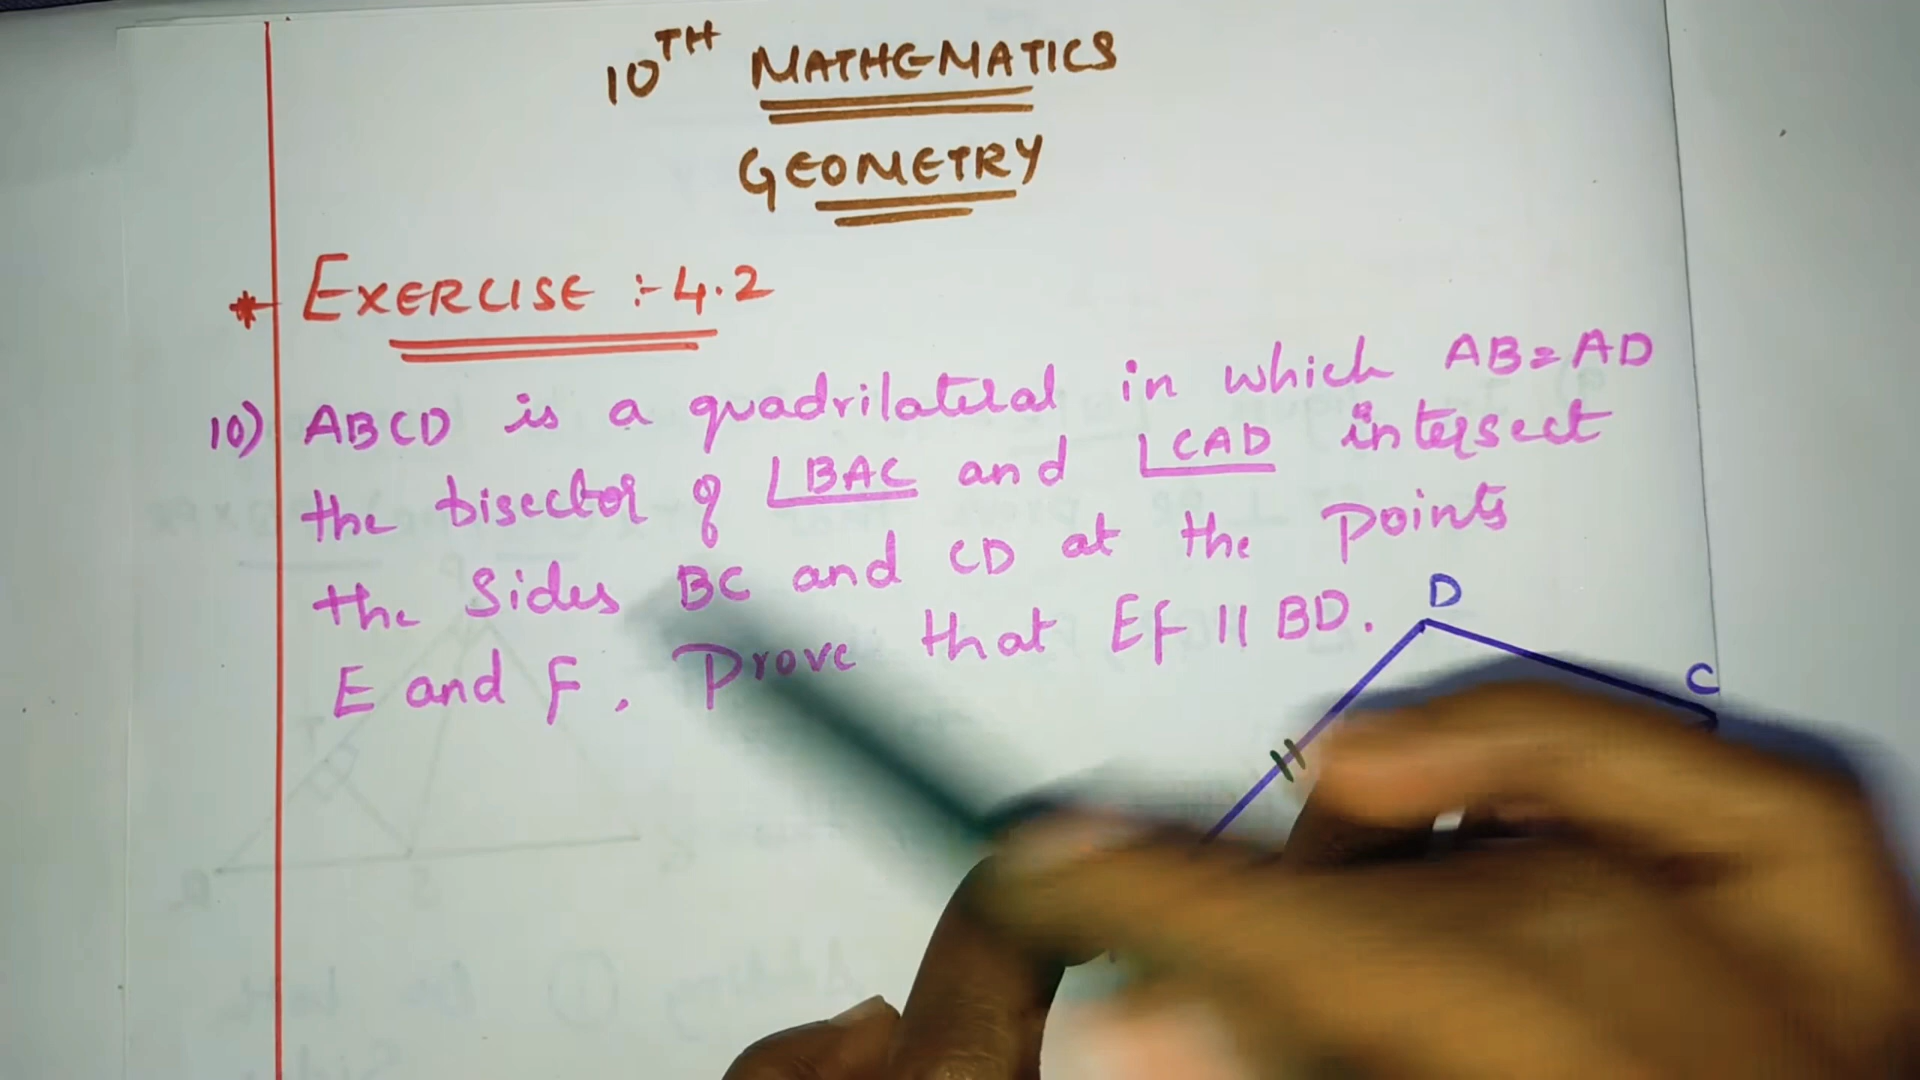 10TH MATHEMATICS
GEOMETRY
* EXERCISE :- 4.2
10) ABCD is a quadrilateral in which AB=AD
the bisector of ∠BAC and ∠CAD intersect
the Sides BC and CD at the points
E and F. Prove that EF || BD.
D
C